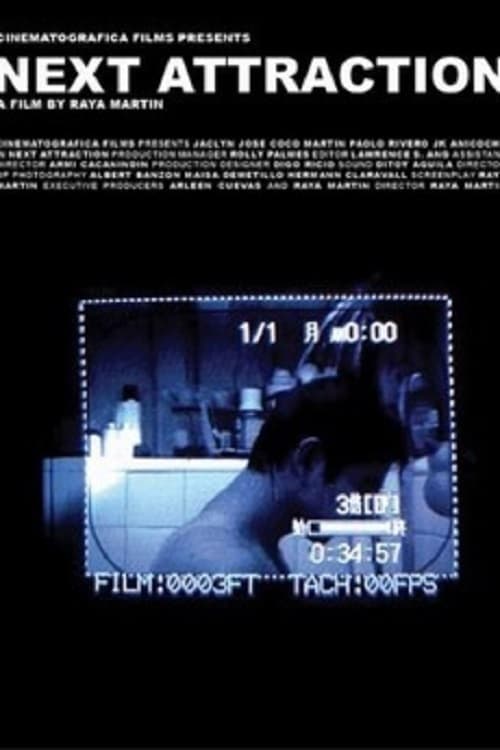 CINEMATOGRAFICA FILMS PRESENTS
NEXT ATTRACTION
A FILM BY RAYA MARTIN
CINEMATOGRAFICA FILMS PRESENTS JACLYN JOSE COCO MARTIN PAOLO RIVERO JK ANICOCHE
IN NEXT ATTRACTION PRODUCTION MANAGER ROLLY PALMES EDITOR LAWRENCE S. ANG ASSISTANT
DIRECTOR ARMI CACANINDIN PRODUCTION DESIGNER DIGO RICIO SOUND DITOY AGUILA DIRECTOR
OF PHOTOGRAPHY ALBERT BANZON MAISA DEMETILLO HERMANN CLARAVALL SCREENPLAY RAYA
MARTIN EXECUTIVE PRODUCERS ARLEEN CUEVAS AND RAYA MARTIN DIRECTOR RAYA MARTIN
1/1 月 0:00
0:34:57
FILM:0003FT TACH:00FPS